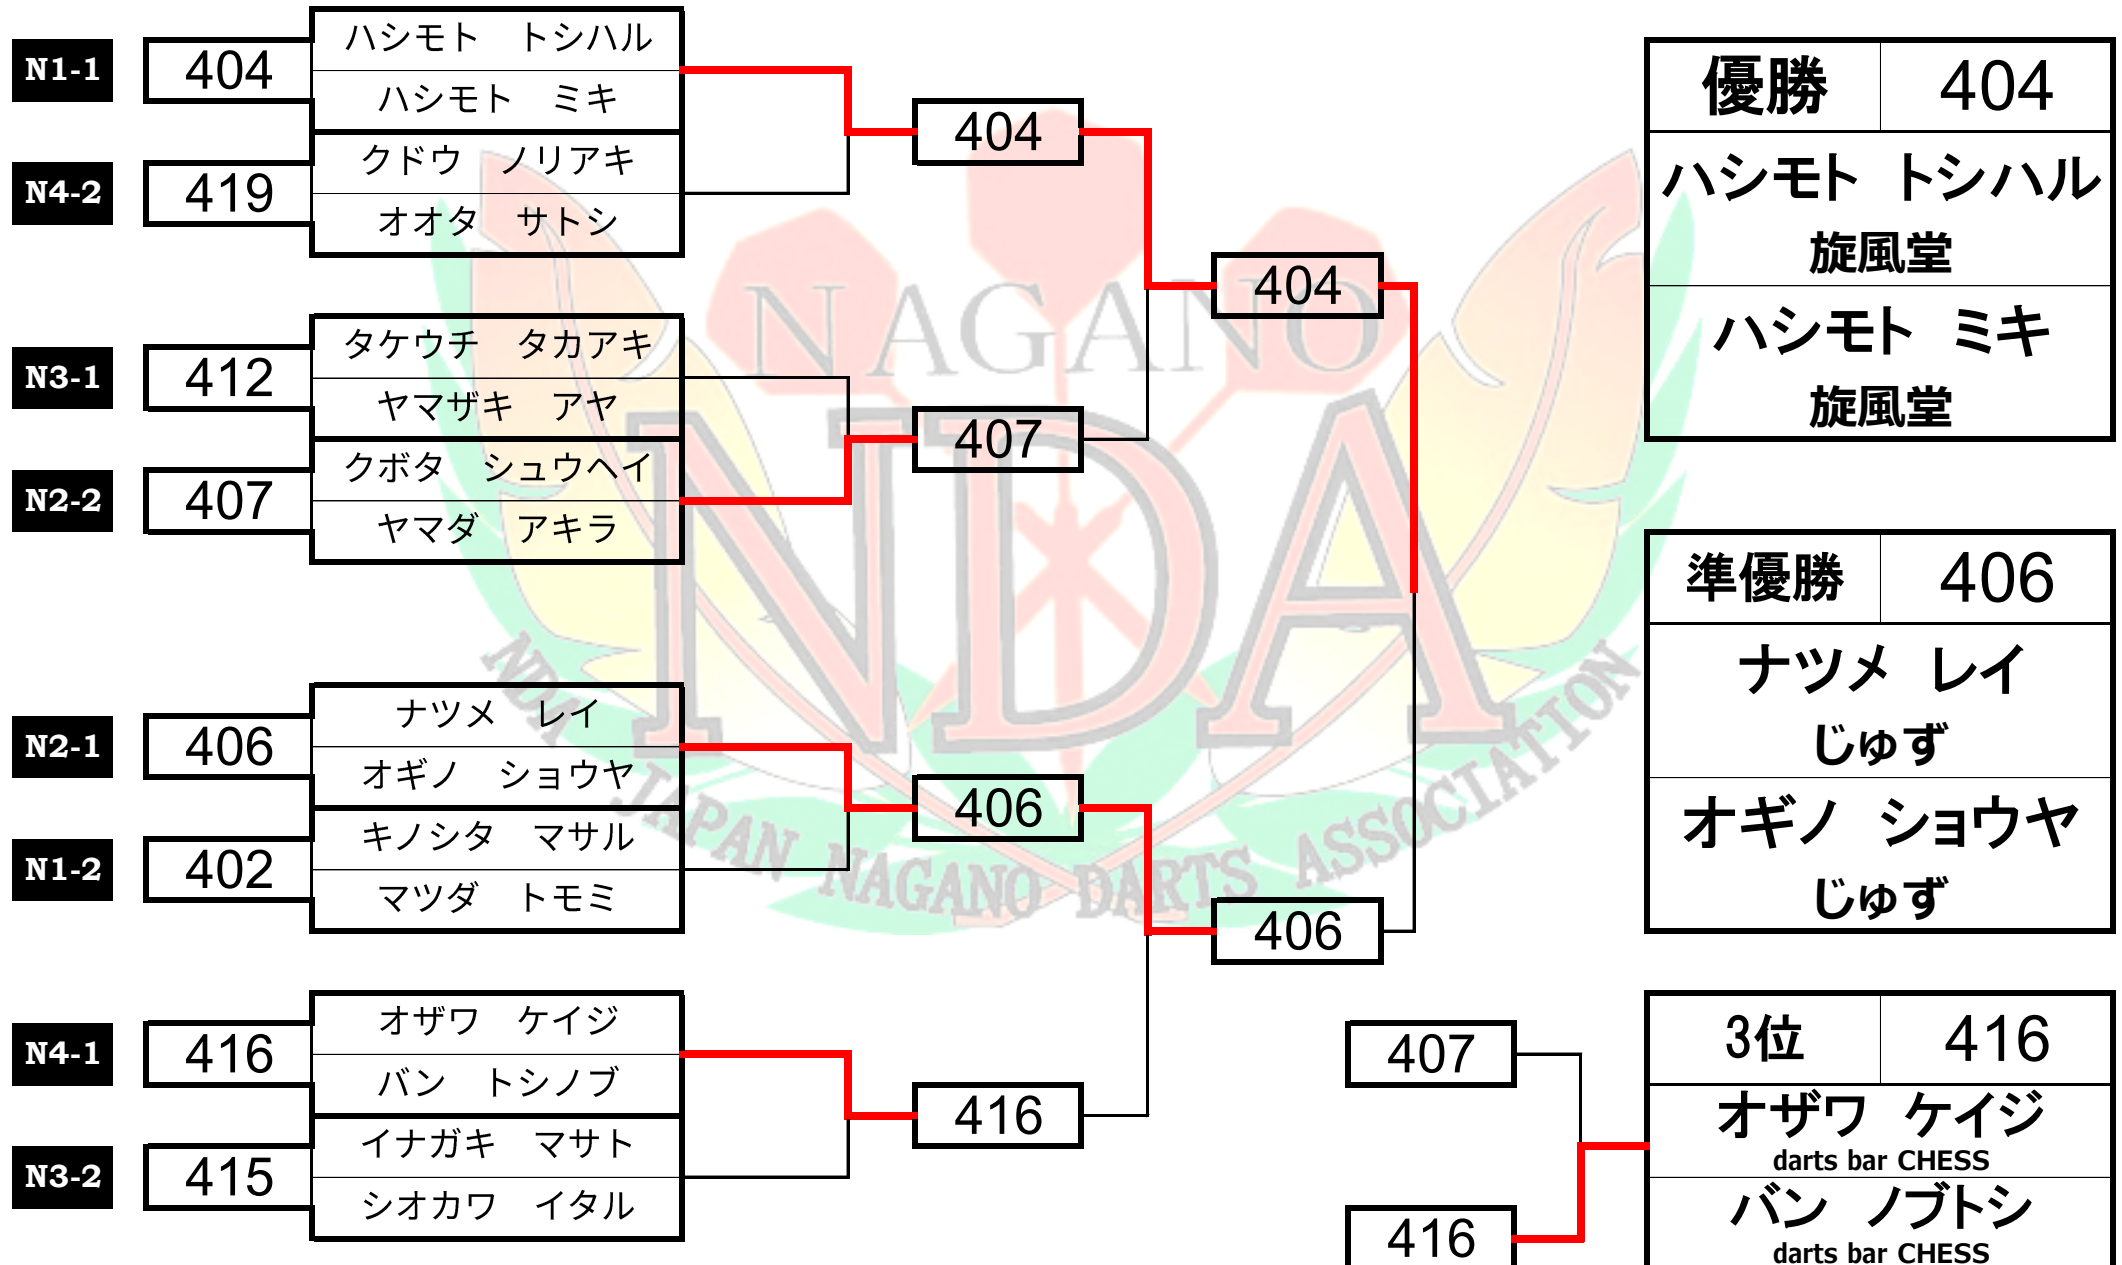 N1-1
404
ハシモト　トシハル
ハシモト　ミキ
N4-2
419
クドウ　ノリアキ
オオタ　サトシ
N3-1
412
タケウチ　タカアキ
ヤマザキ　アヤ
N2-2
407
クボタ　シュウヘイ
ヤマダ　アキラ
N2-1
406
ナツメ　レイ
オギノ　ショウヤ
N1-2
402
キノシタ　マサル
マツダ　トモミ
N4-1
416
オザワ　ケイジ
バン　トシノブ
N3-2
415
イナガキ　マサト
シオカワ　イタル
404
407
406
416
404
406
407
416
優勝 404
ハシモト　トシハル
旋風堂
ハシモト　ミキ
旋風堂
準優勝 406
ナツメ　レイ
じゅず
オギノ　ショウヤ
じゅず
3位 416
オザワ　ケイジ
darts bar CHESS
バン　ノブトシ
darts bar CHESS
NAGANO
NDA
NDA JAPAN NAGANO DARTS ASSOCIATION